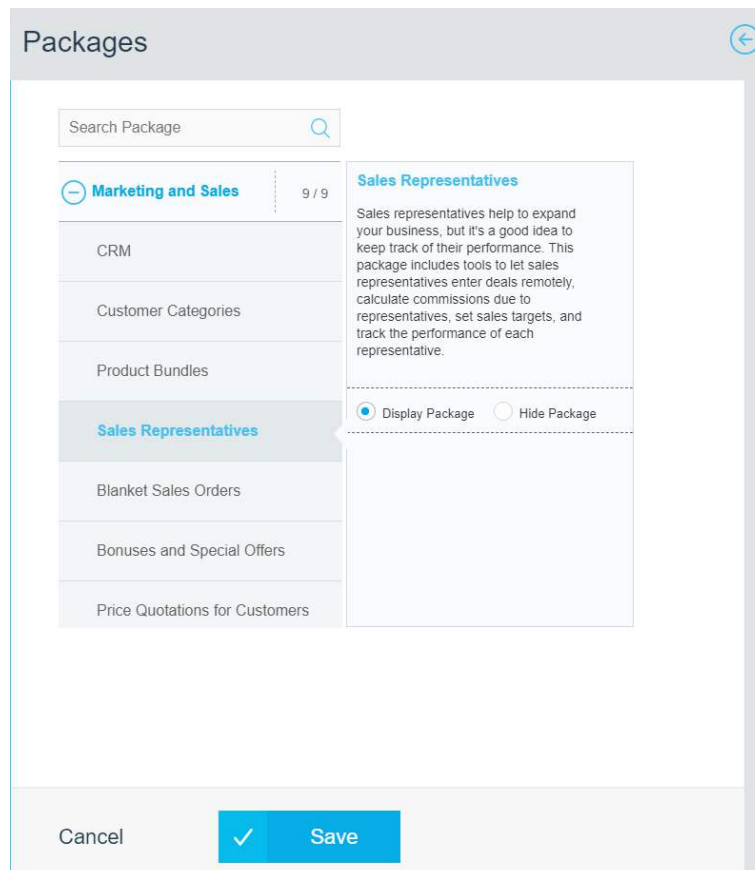 Packages
Search Package
Marketing and Sales
9 / 9
CRM
Customer Categories
Product Bundles
Sales Representatives
Blanket Sales Orders
Bonuses and Special Offers
Price Quotations for Customers
Sales Representatives
Sales representatives help to expand
your business, but it's a good idea to
keep track of their performance. This
package includes tools to let sales
representatives enter deals remotely,
calculate commissions due to
representatives, set sales targets, and
track the performance of each
representative.
Display Package
Hide Package
Cancel
Save